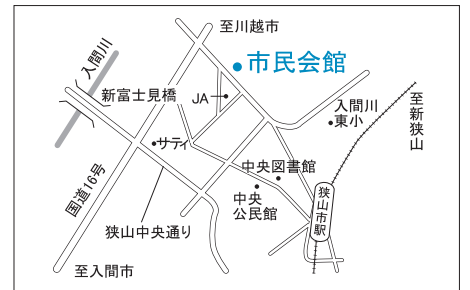 至川越市
市民会館
入間川
新富士見橋
JA
入間川
東小
至新狭山
サティ
中央図書館
国道16号
中央
公民館
狭山市駅
狭山中央通り
至入間市